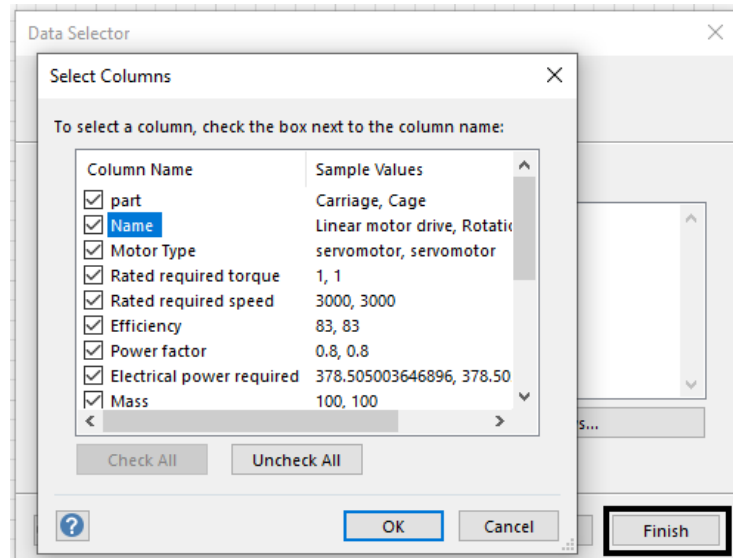 Data Selector
Select Columns
To select a column, check the box next to the column name:
Column Name Sample Values
part Carriage, Cage
Name Linear motor drive, Rotatic
Motor Type servomotor, servomotor
Rated required torque 1, 1
Rated required speed 3000, 3000
Efficiency 83, 83
Power factor 0.8, 0.8
Electrical power required 378.505003646896, 378.50
Mass 100, 100
s...
Check All Uncheck All
? OK Cancel Finish